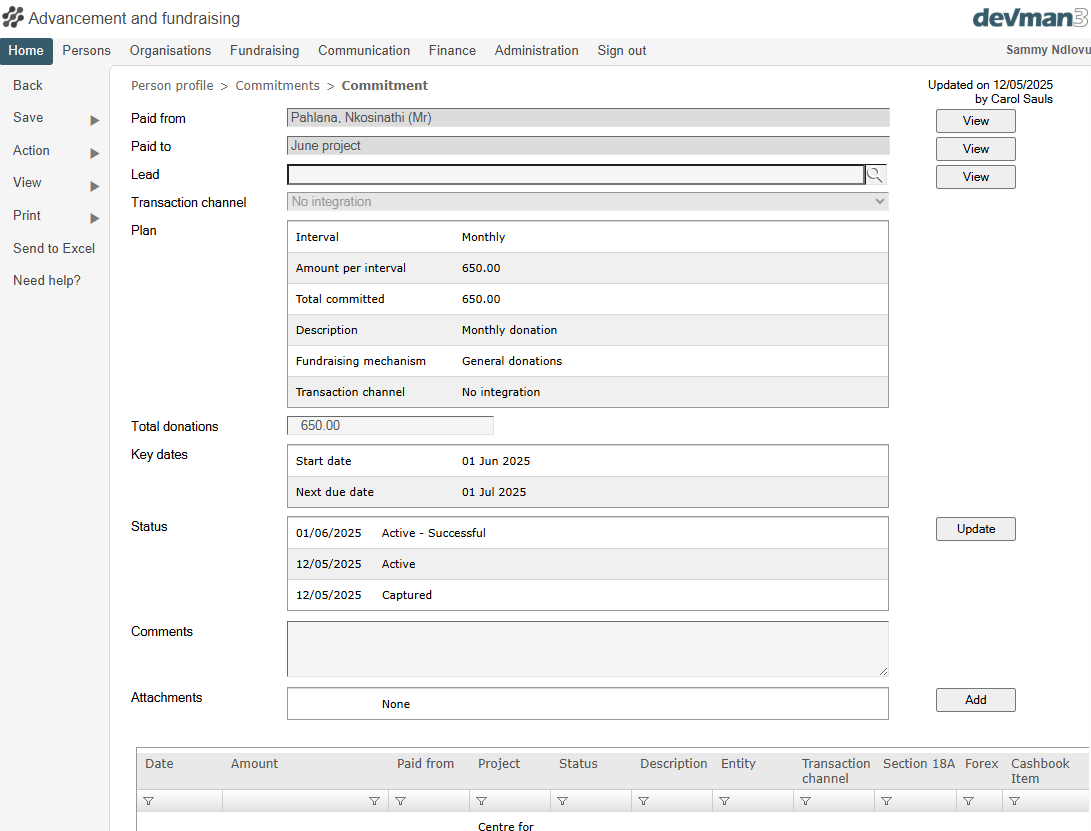 Advancement and fundraising
devman3
Home Persons Organisations Fundraising Communication Finance Administration Sign out Sammy Ndlovu
Back
Save
Action
View
Print
Send to Excel
Need help?
Person profile > Commitments > Commitment
Updated on 12/05/2025
by Carol Sauls
Paid from Pahlana, Nkosinathi (Mr) View
Paid to June project View
Lead View
Transaction channel No integration
Plan
Interval Monthly
Amount per interval 650.00
Total committed 650.00
Description Monthly donation
Fundraising mechanism General donations
Transaction channel No integration
Total donations 650.00
Key dates
Start date 01 Jun 2025
Next due date 01 Jul 2025
Status Update
01/06/2025 Active - Successful
12/05/2025 Active
12/05/2025 Captured
Comments
Attachments None Add
Date Amount Paid from Project Status Description Entity Transaction channel Section 18A Forex Cashbook Item
Centre for